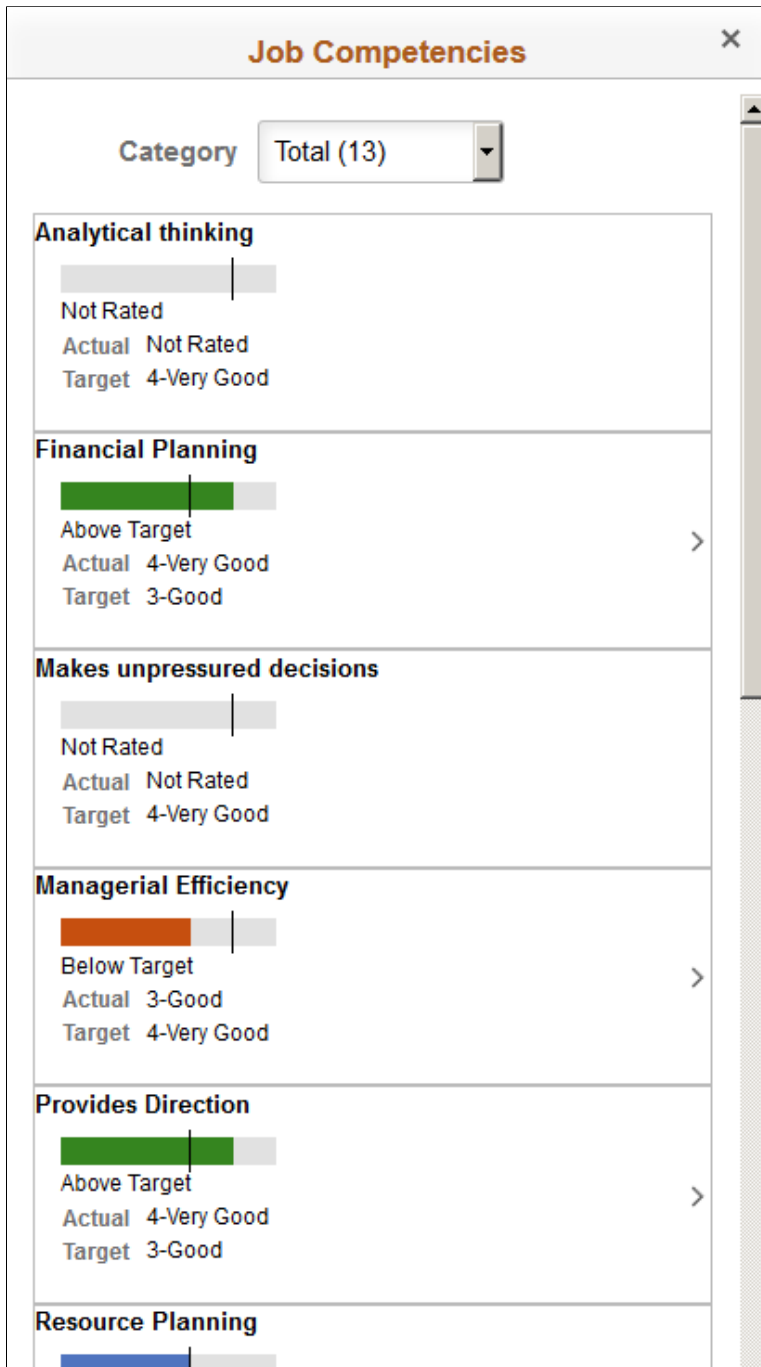 Job Competencies
Category Total (13)
Analytical thinking
Not Rated
Actual Not Rated
Target 4-Very Good
Financial Planning
Above Target
Actual 4-Very Good
Target 3-Good
Makes unpressured decisions
Not Rated
Actual Not Rated
Target 4-Very Good
Managerial Efficiency
Below Target
Actual 3-Good
Target 4-Very Good
Provides Direction
Above Target
Actual 4-Very Good
Target 3-Good
Resource Planning